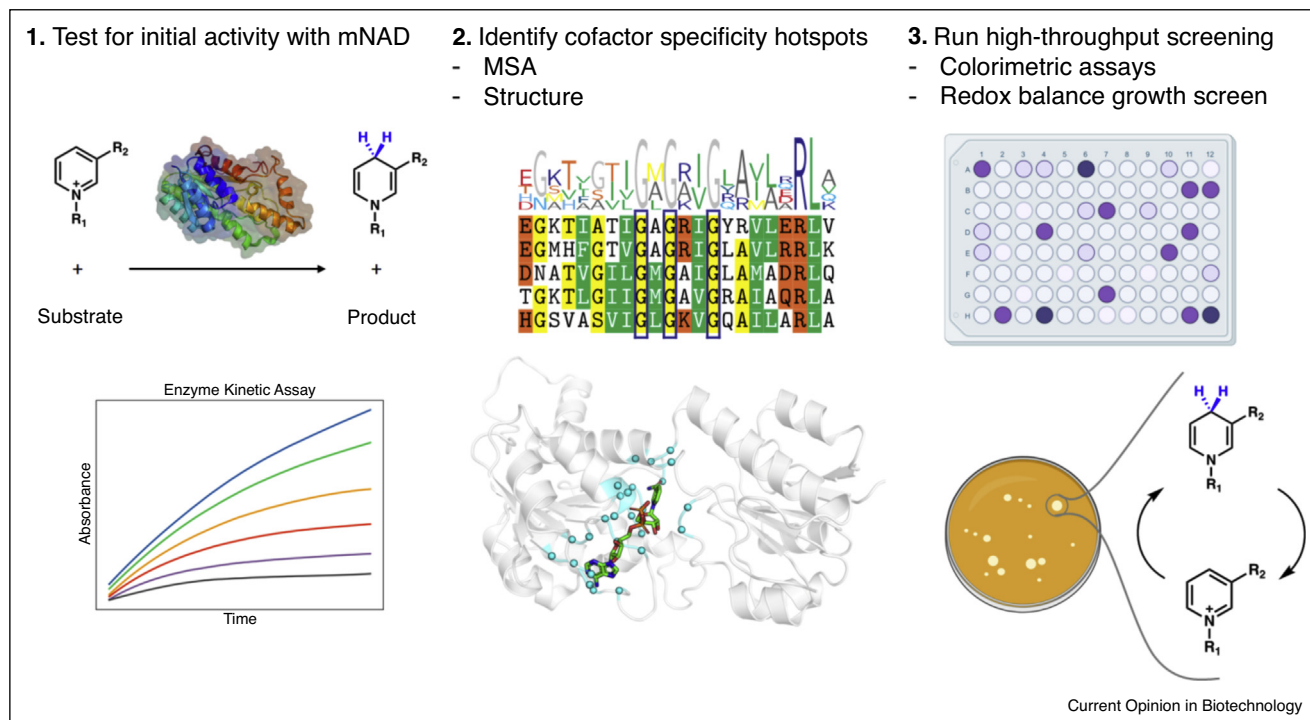 1. Test for initial activity with mNAD
R2
N+
R1
+
Substrate
H H
R2
N
R1
+
Product
Enzyme Kinetic Assay
Absorbance
Time
2. Identify cofactor specificity hotspots
- MSA
- Structure
EGKTIATIGAGRIGYRVLERLV
EGMHFGTVGAGRIGLAVLRRLK
DNATVGILGMGAIGLAMADRLQ
TGKTLGIIGMGAVGRAIAQRLA
HGSVASVIGLGKVGQAILARLA
3. Run high-throughput screening
- Colorimetric assays
- Redox balance growth screen
1 2 3 4 5 6 7 8 9 10 11 12
A
B
C
D
E
F
G
H
H H
R2
N
R1
R2
N+
R1
Current Opinion in Biotechnology